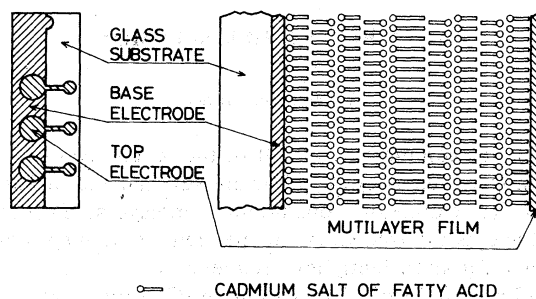 GLASS
SUBSTRATE
BASE
ELECTRODE
TOP
ELECTRODE
MUTILAYER FILM
CADMIUM SALT OF FATTY ACID